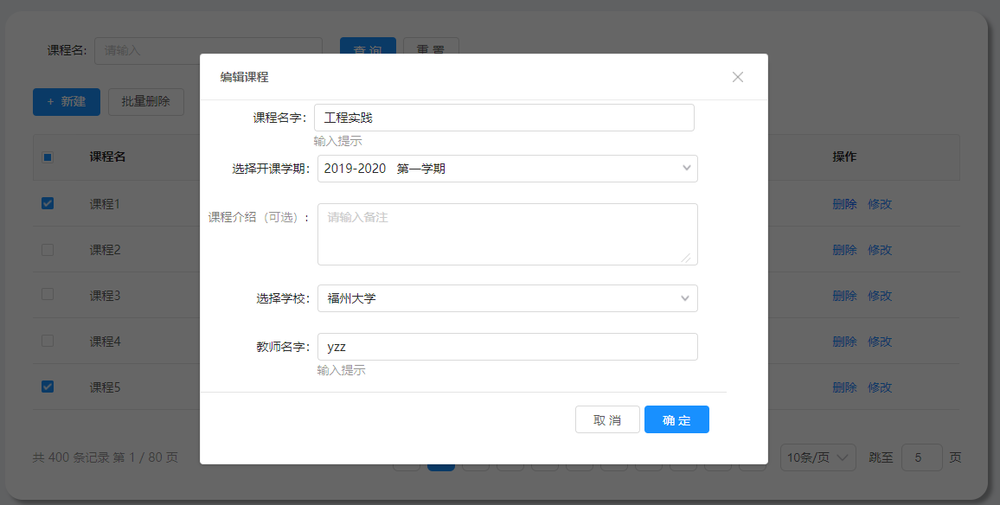 课程名: 请输入 查 询 重 置
编辑课程
+ 新建 批量删除
课程名字: 工程实践
输入提示
课程名 操作
选择开课学期: 2019-2020 第一学期
课程1 删除 修改
课程介绍（可选）: 请输入备注
课程2 删除 修改
课程3 删除 修改
选择学校: 福州大学
课程4 删除 修改
教师名字: yzz
输入提示
课程5 删除 修改
取 消 确 定
共 400 条记录 第 1 / 80 页 10条/页 跳至 5 页